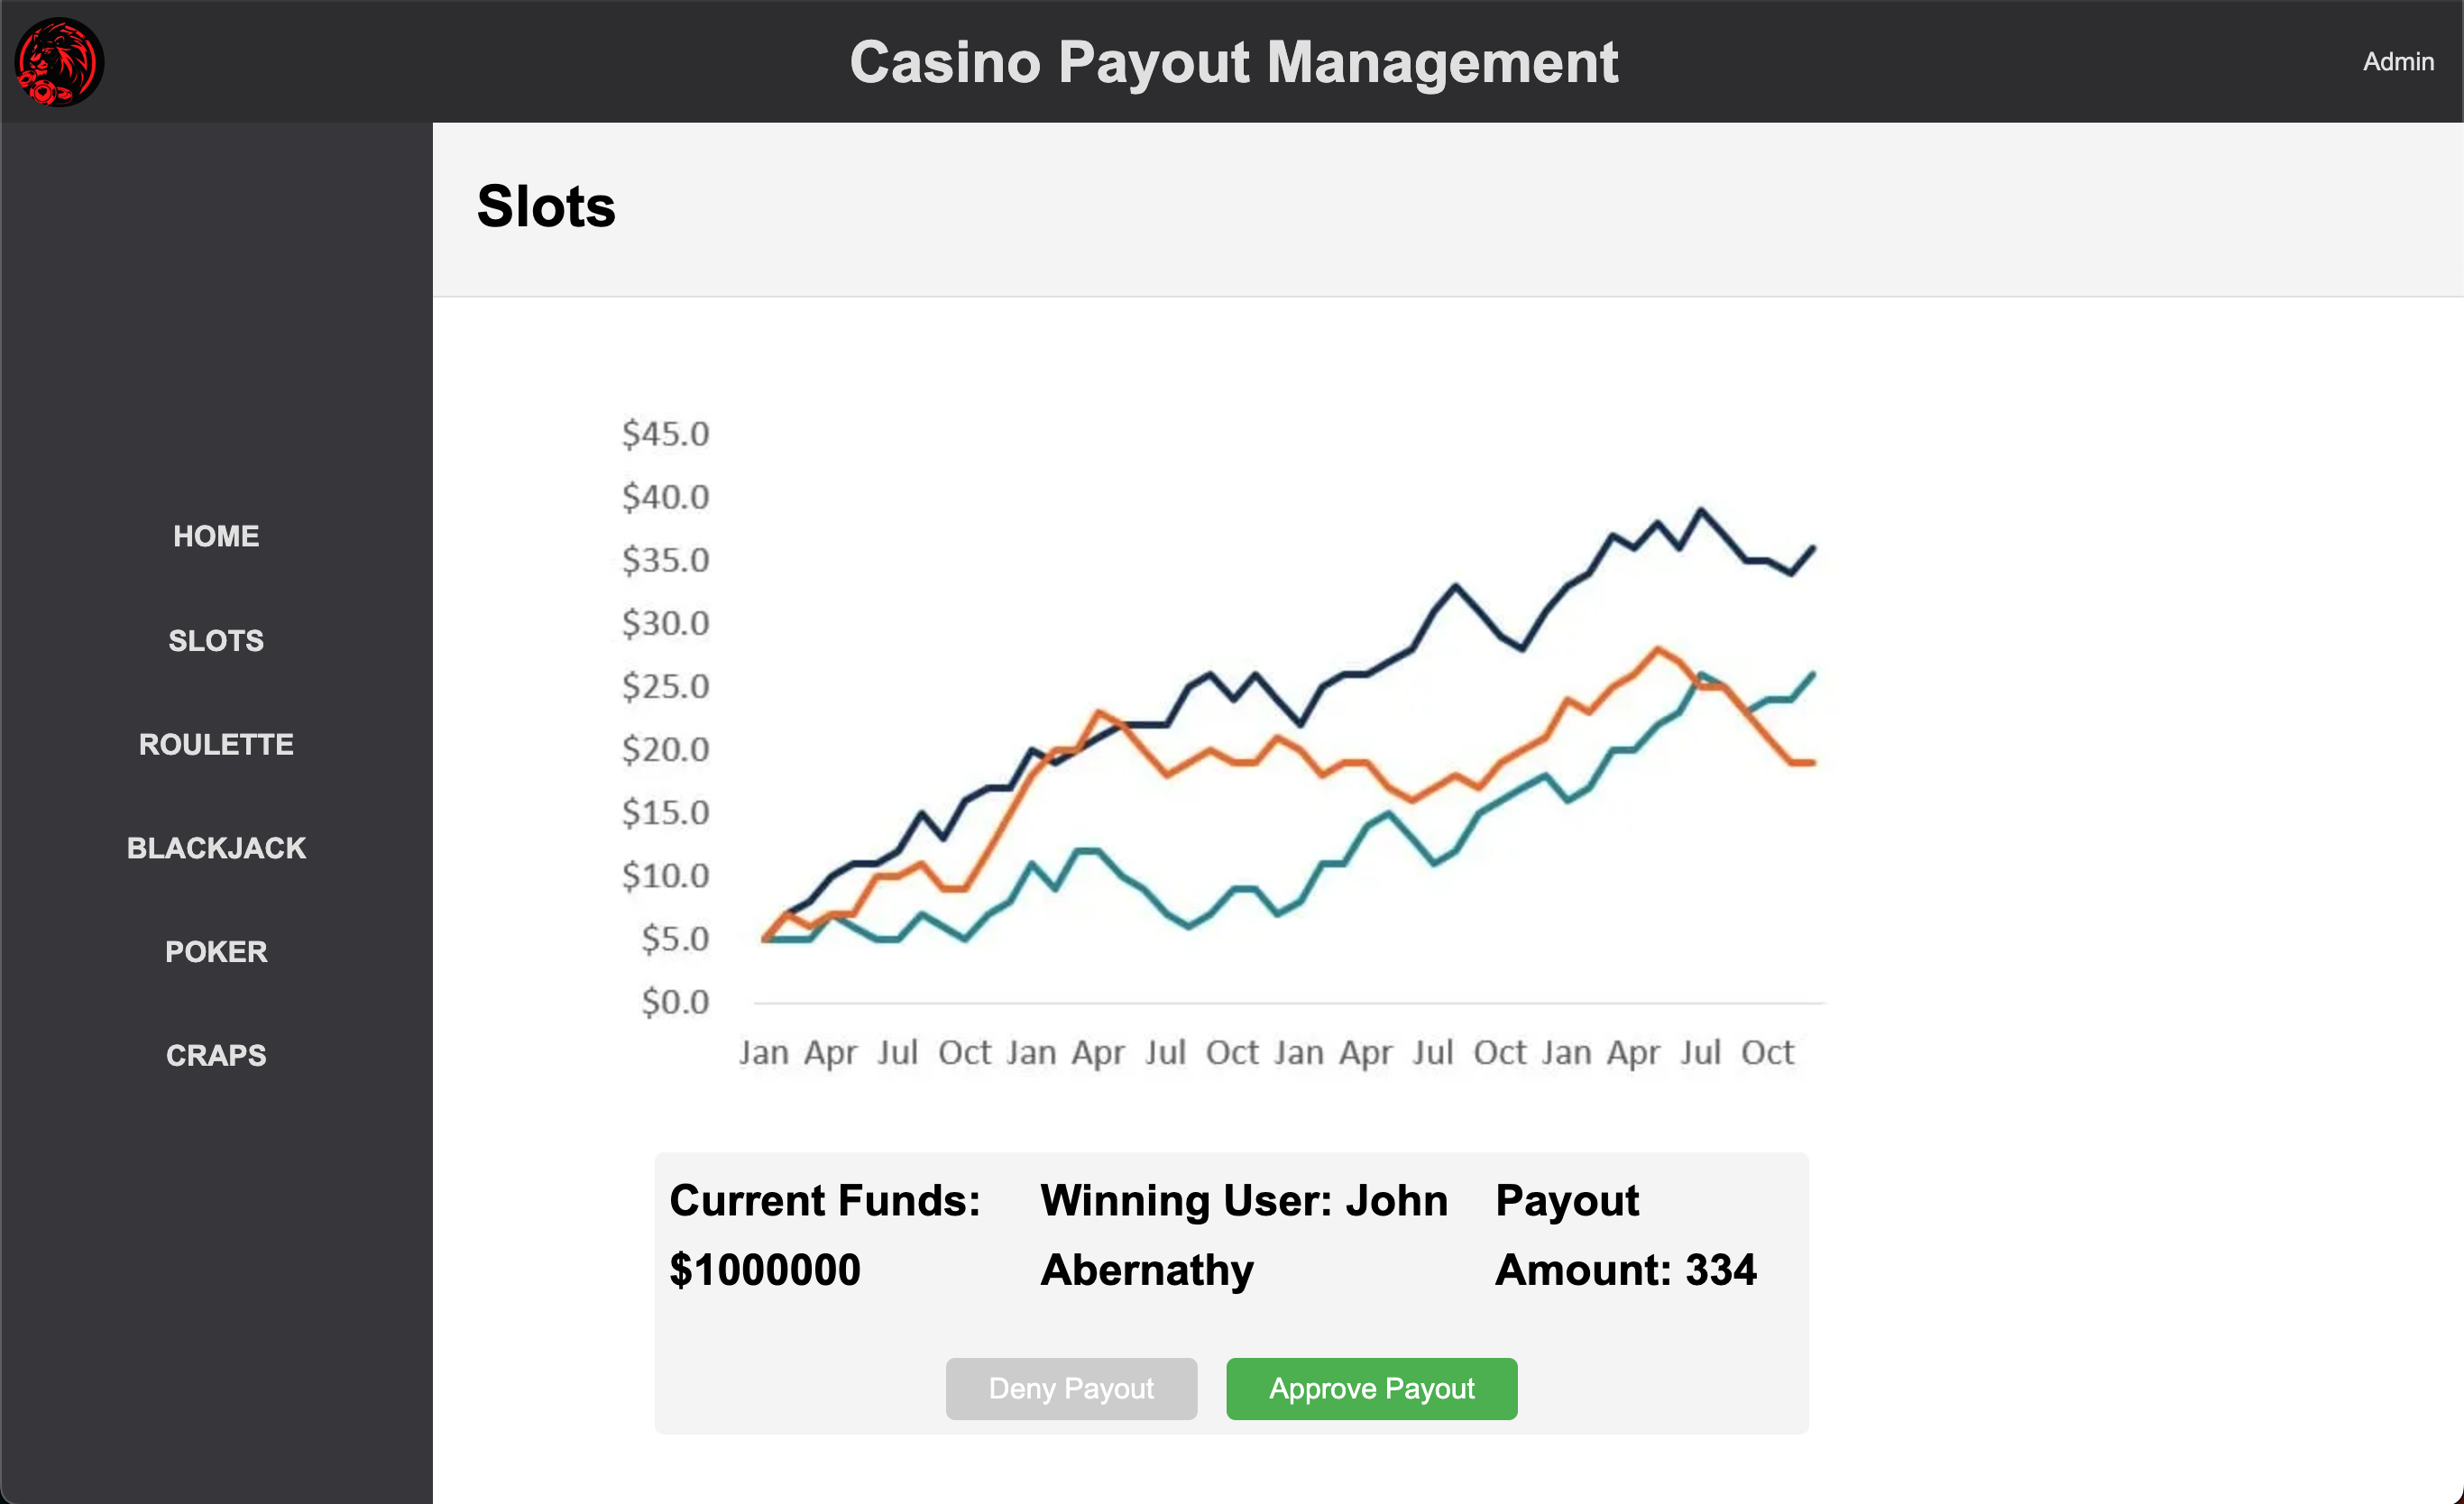 Casino Payout Management
Admin
HOME
SLOTS
ROULETTE
BLACKJACK
POKER
CRAPS
Slots
$45.0
$40.0
$35.0
$30.0
$25.0
$20.0
$15.0
$10.0
$5.0
$0.0
Jan Apr Jul Oct Jan Apr Jul Oct Jan Apr Jul Oct Jan Apr Jul Oct
Current Funds:
$1000000
Winning User: John
Abernathy
Payout
Amount: 334
Deny Payout
Approve Payout